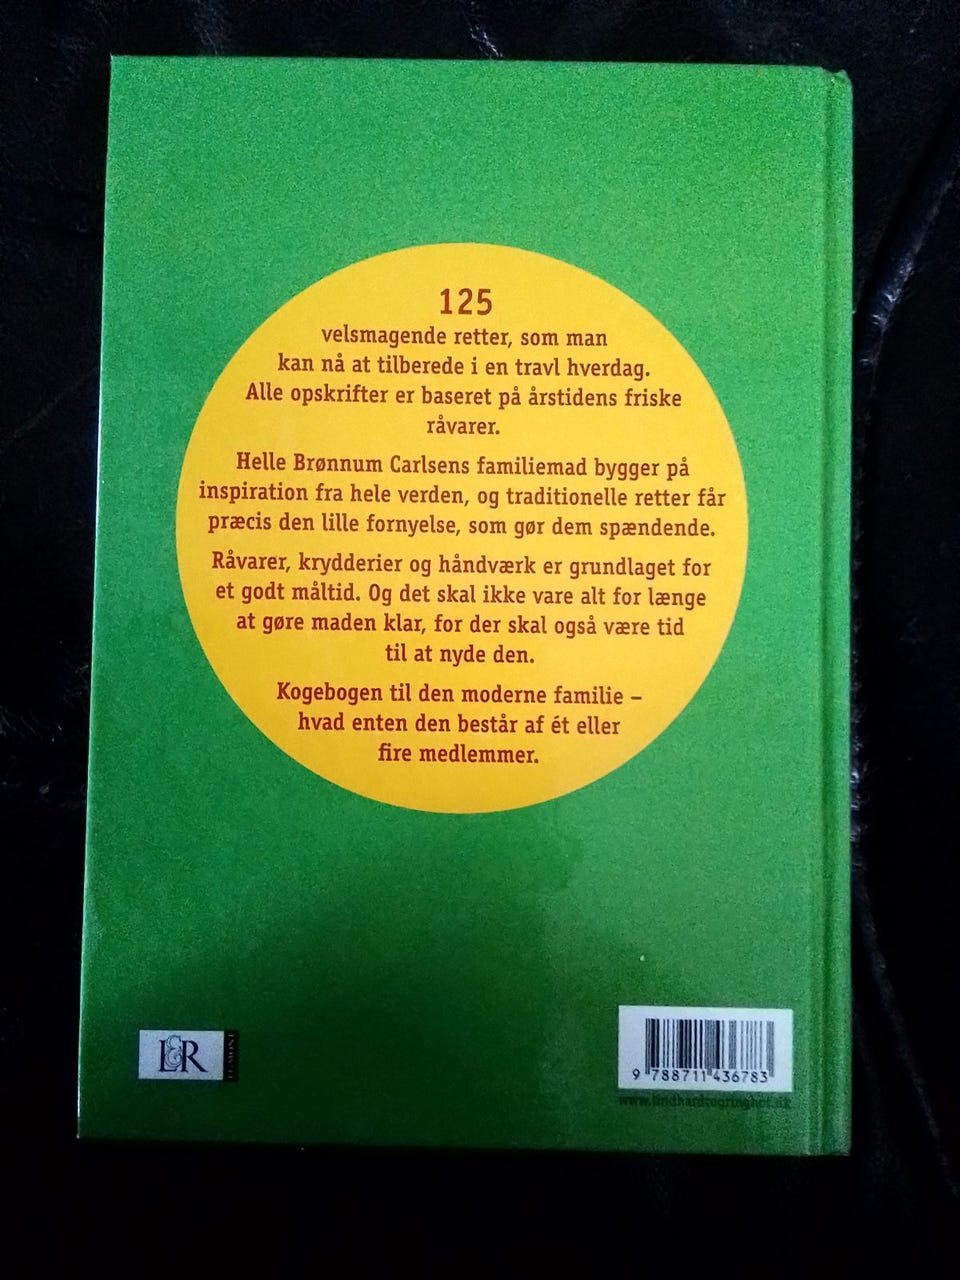 125
velsmagende retter, som man
kan nå at tilberede i en travl hverdag.
Alle opskrifter er baseret på årstidens friske
råvarer.
Helle Brønnum Carlsens familiemad bygger på
inspiration fra hele verden, og traditionelle retter får
præcis den lille fornyelse, som gør dem spændende.
Råvarer, krydderier og håndværk er grundlaget for
et godt måltid. Og det skal ikke vare alt for længe
at gøre maden klar, for der skal også være tid
til at nyde den.
Kogebogen til den moderne familie –
hvad enten den består af ét eller
fire medlemmer.
L&R
EGMONT
9 788711 436783
www.lindhardtogringhof.dk